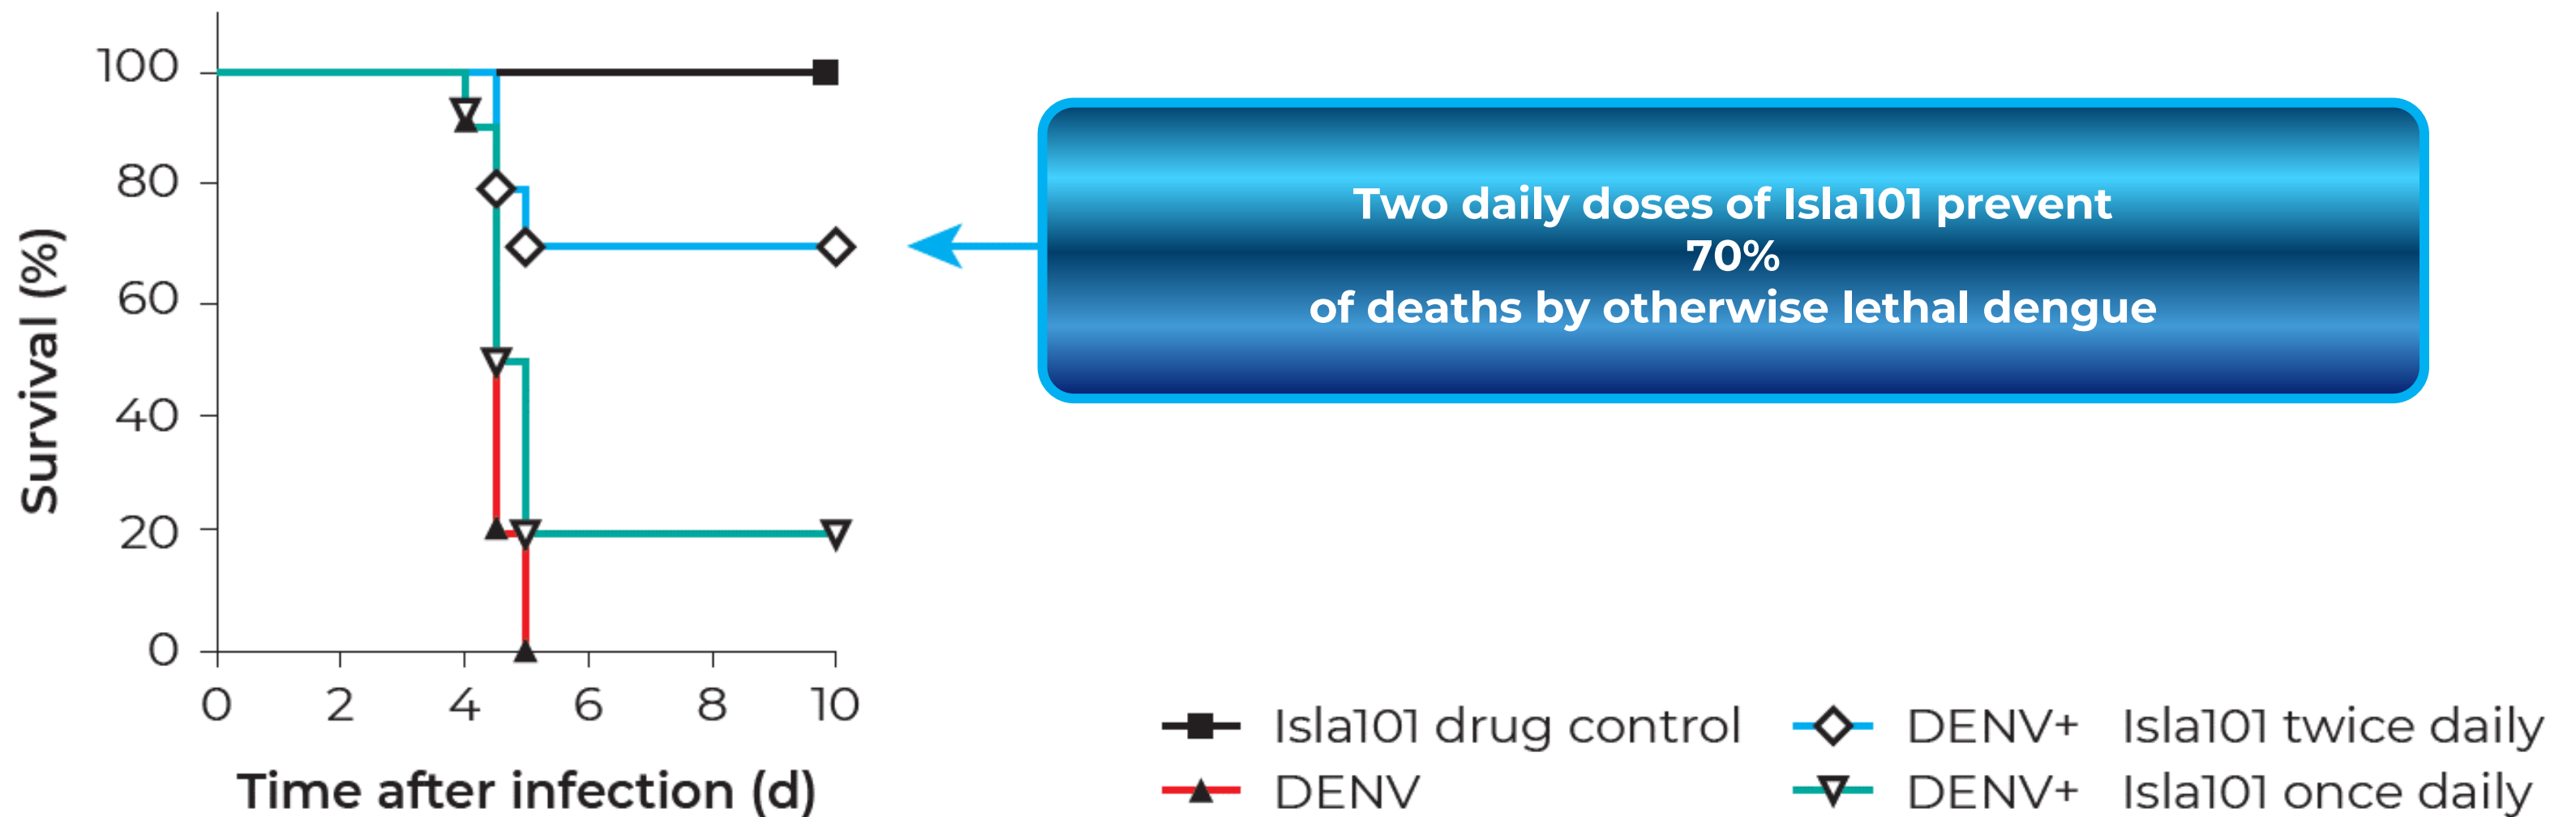 Survival (%)
100
80
60
40
20
0
0 2 4 6 8 10
Time after infection (d)
Two daily doses of Isla101 prevent
70%
of deaths by otherwise lethal dengue
Isla101 drug control
DENV
DENV+ Isla101 twice daily
DENV+ Isla101 once daily